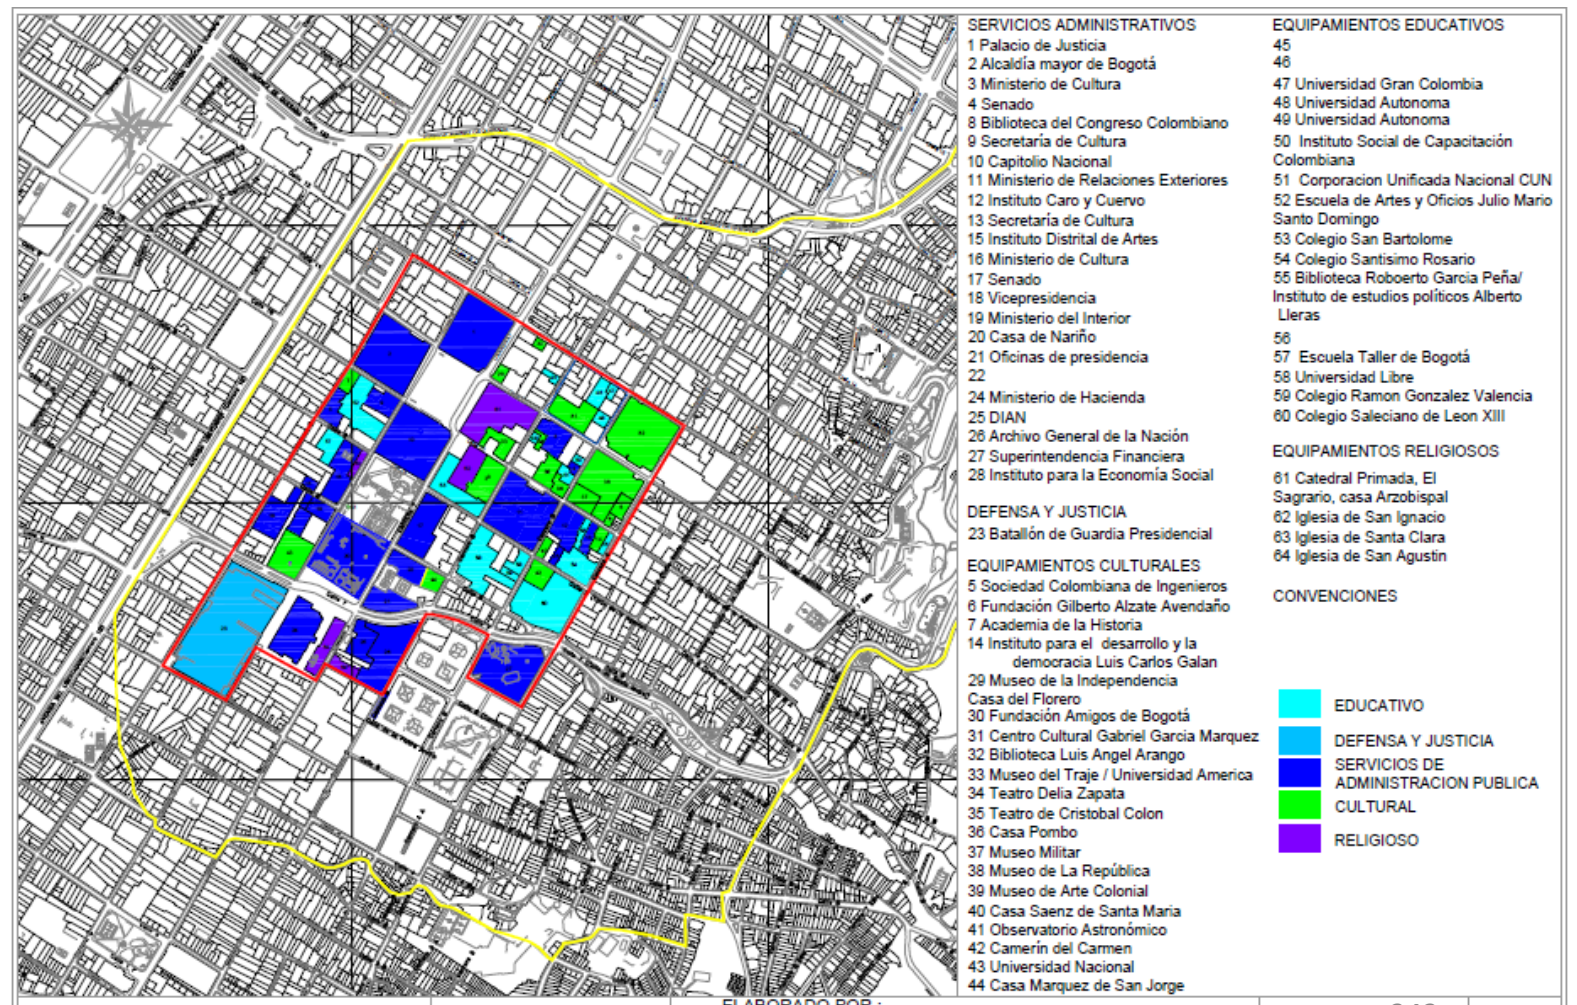 SERVICIOS ADMINISTRATIVOS
1 Palacio de Justicia
2 Alcaldía mayor de Bogotá
3 Ministerio de Cultura
4 Senado
8 Biblioteca del Congreso Colombiano
9 Secretaría de Cultura
10 Capitolio Nacional
11 Ministerio de Relaciones Exteriores
12 Instituto Caro y Cuervo
13 Secretaría de Cultura
15 Instituto Distrital de Artes
16 Ministerio de Cultura
17 Senado
18 Vicepresidencia
19 Ministerio del Interior
20 Casa de Nariño
21 Oficinas de presidencia
22
24 Ministerio de Hacienda
25 DIAN
26 Archivo General de la Nación
27 Superintendencia Financiera
28 Instituto para la Economía Social
DEFENSA Y JUSTICIA
23 Batallón de Guardia Presidencial
EQUIPAMIENTOS CULTURALES
5 Sociedad Colombiana de Ingenieros
6 Fundación Gilberto Alzate Avendaño
7 Academia de la Historia
14 Instituto para el desarrollo y la
democracia Luis Carlos Galan
29 Museo de la Independencia
Casa del Florero
30 Fundación Amigos de Bogotá
31 Centro Cultural Gabriel Garcia Marquez
32 Biblioteca Luis Angel Arango
33 Museo del Traje / Universidad America
34 Teatro Delia Zapata
35 Teatro de Cristobal Colon
36 Casa Pombo
37 Museo Militar
38 Museo de La República
39 Museo de Arte Colonial
40 Casa Saenz de Santa Maria
41 Observatorio Astronómico
42 Camerín del Carmen
43 Universidad Nacional
44 Casa Marquez de San Jorge
EQUIPAMIENTOS EDUCATIVOS
45
46
47 Universidad Gran Colombia
48 Universidad Autonoma
49 Universidad Autonoma
50 Instituto Social de Capacitación
Colombiana
51 Corporacion Unificada Nacional CUN
52 Escuela de Artes y Oficios Julio Mario
Santo Domingo
53 Colegio San Bartolome
54 Colegio Santisimo Rosario
55 Biblioteca Roboerto Garcia Peña/
Instituto de estudios políticos Alberto
Lleras
56
57 Escuela Taller de Bogotá
58 Universidad Libre
59 Colegio Ramon Gonzalez Valencia
60 Colegio Saleciano de Leon XIII
EQUIPAMIENTOS RELIGIOSOS
61 Catedral Primada, El
Sagrario, casa Arzobispal
62 Iglesia de San Ignacio
63 Iglesia de Santa Clara
64 Iglesia de San Agustin
CONVENCIONES
EDUCATIVO
DEFENSA Y JUSTICIA
SERVICIOS DE
ADMINISTRACION PUBLICA
CULTURAL
RELIGIOSO
ELABORADO POR :